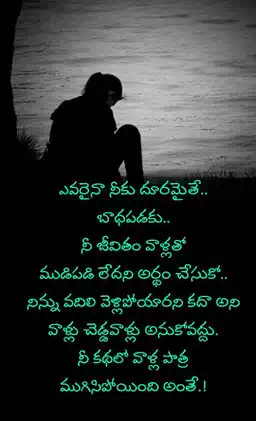 ఎవరైనా నీకు దూరమైతే..
బాధపడకు..
నీ జీవితం వాళ్లతో
ముడిపడి లేదని అర్థం చేసుకో..
నిన్ను వదిలి వెళ్లిపోయారని కదా అని
వాళ్లు చెడ్డవాళ్లు అనుకోవద్దు.
నీ కథలో వాళ్ల పాత్ర
ముగిసిపోయింది అంతే.!